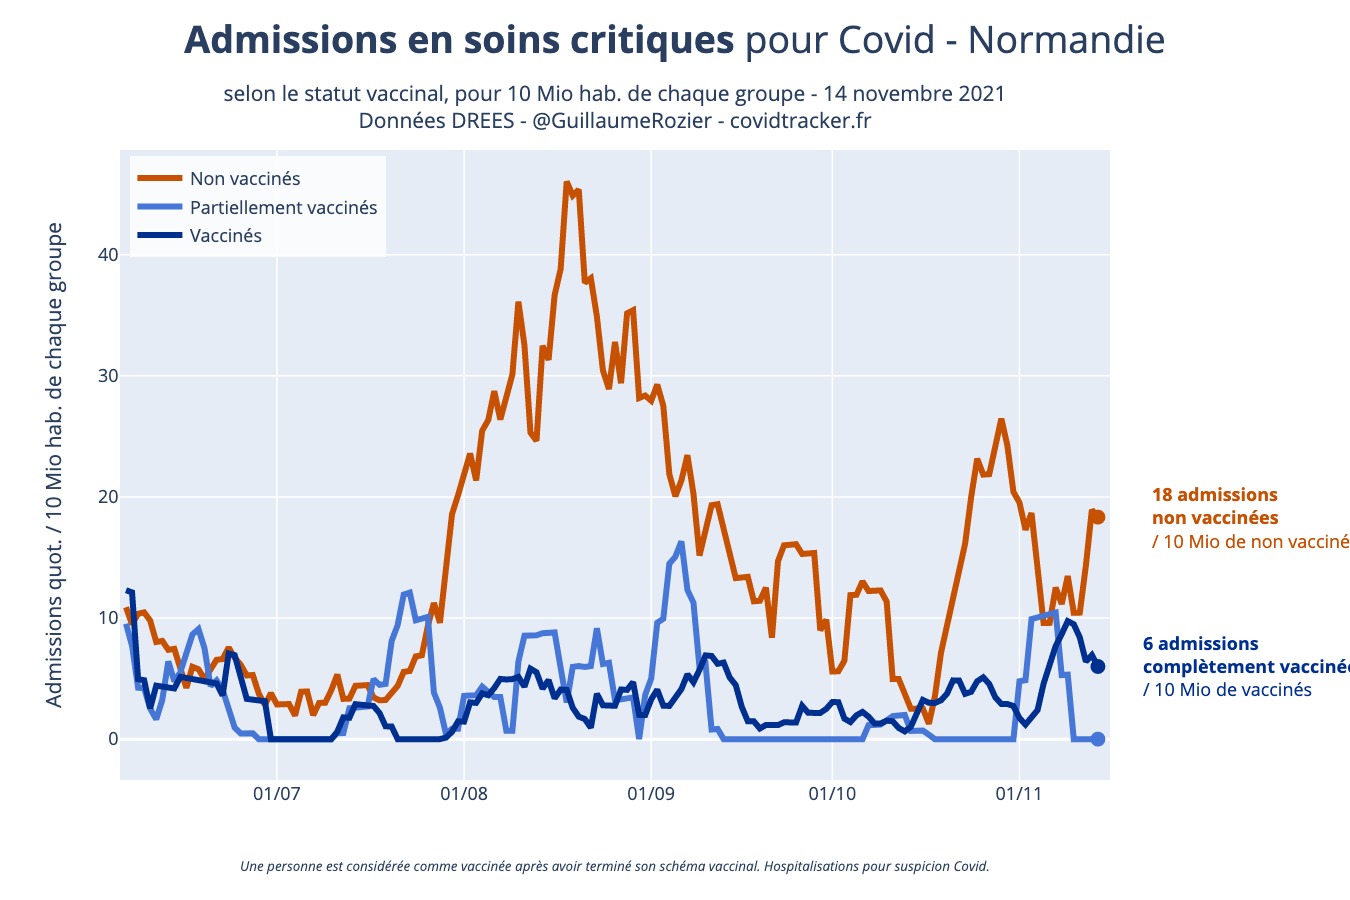 Admissions en soins critiques pour Covid - Normandie
selon le statut vaccinal, pour 10 Mio hab. de chaque groupe - 14 novembre 2021
Données DREES - @GuillaumeRozier - covidtracker.fr
Non vaccinés
Partiellement vaccinés
Vaccinés
Admissions quot. / 10 Mio hab. de chaque groupe
40
30
20
10
0
18 admissions
non vaccinées
/ 10 Mio de non vacciné
6 admissions
complètement vacciné
/ 10 Mio de vaccinés
01/07
01/08
01/09
01/10
01/11
Une personne est considérée comme vaccinée après avoir terminé son schéma vaccinal. Hospitalisations pour suspicion Covid.